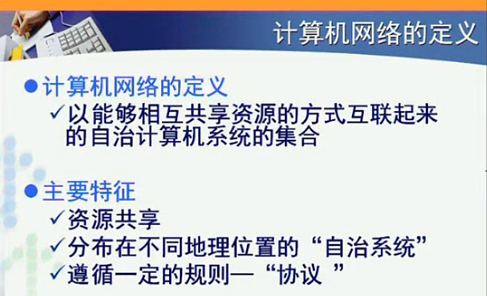 计算机网络的定义
计算机网络的定义
以能够相互共享资源的方式互联起来
的自治计算机系统的集合
主要特征
资源共享
分布在不同地理位置的“自治系统”
遵循一定的规则—“协议 ”